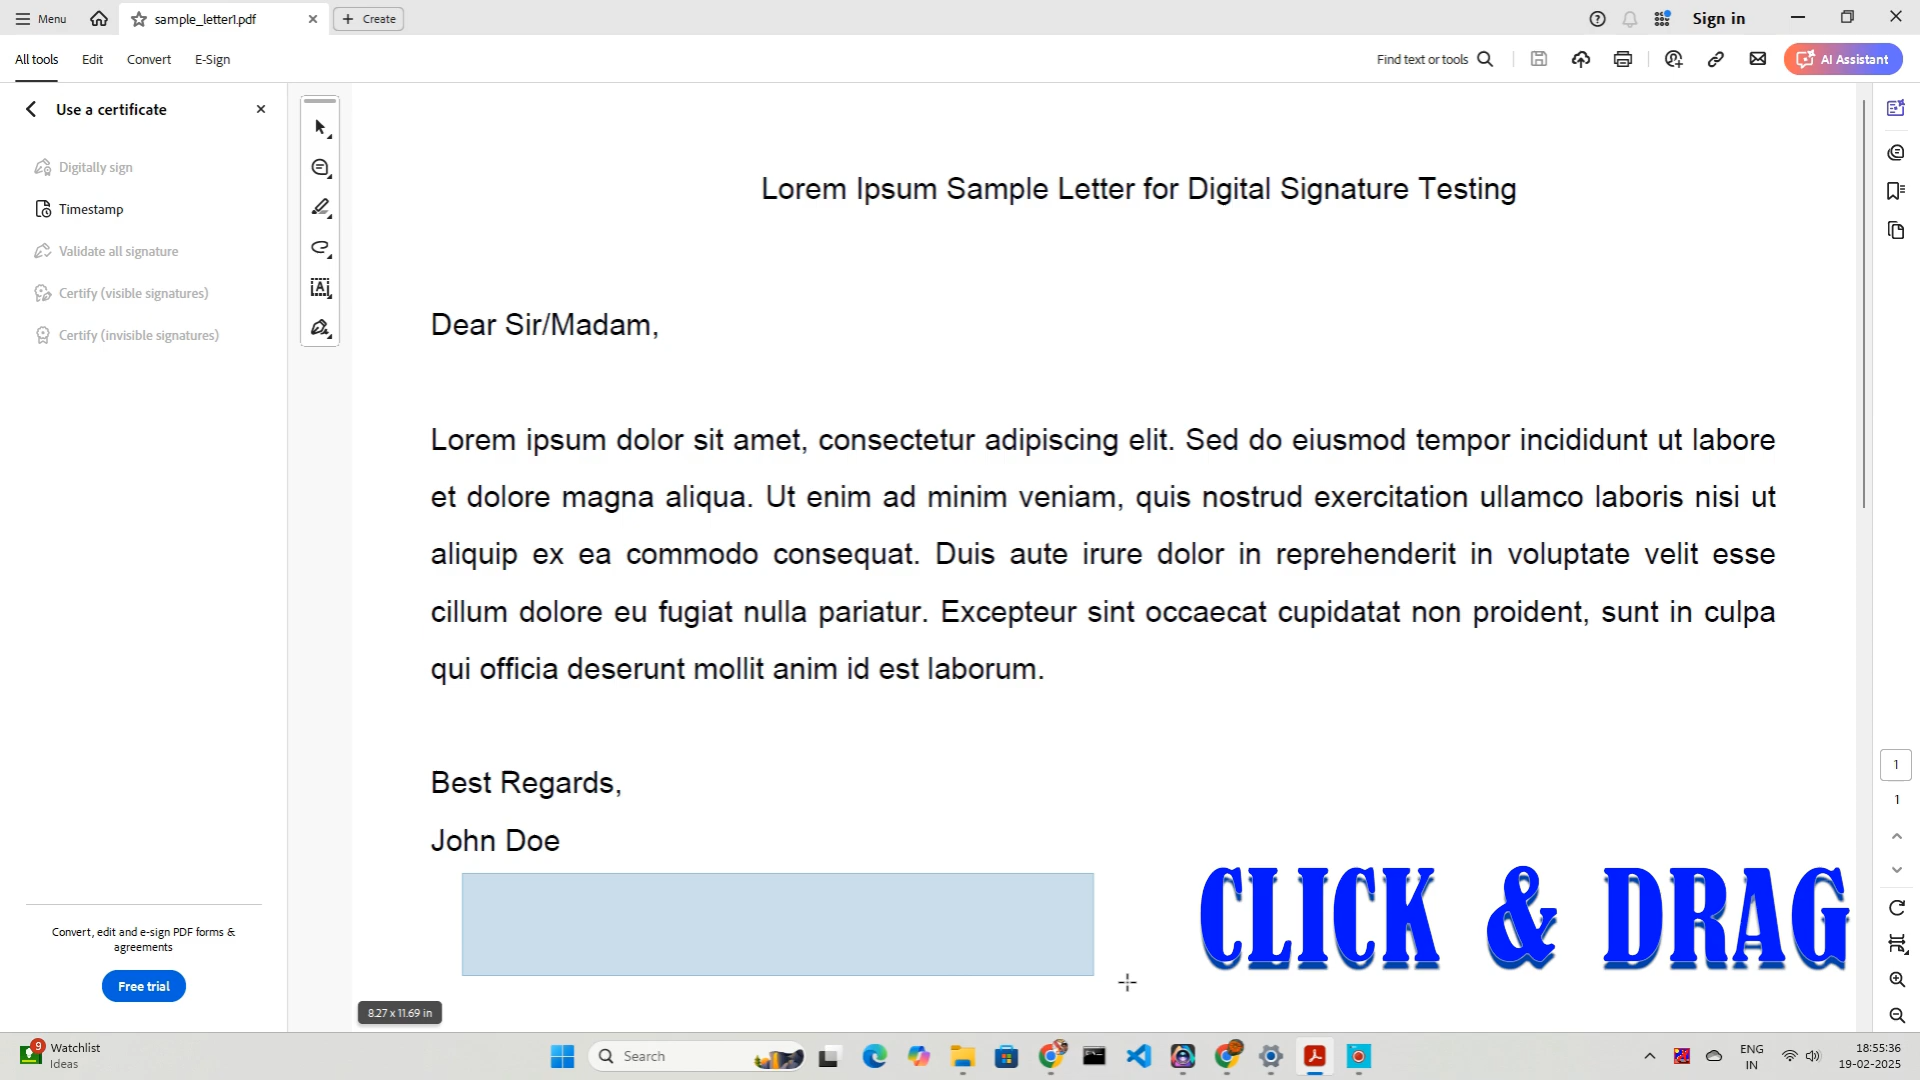 Menu
sample_letter1.pdf
Create
Sign in
All tools
Edit
Convert
E-Sign
Find text or tools
AI Assistant
Use a certificate
Digitally sign
Timestamp
Validate all signature
Certify (visible signatures)
Certify (invisible signatures)
Convert, edit and e-sign PDF forms &
agreements
Free trial
Lorem Ipsum Sample Letter for Digital Signature Testing
Dear Sir/Madam,
Lorem ipsum dolor sit amet, consectetur adipiscing elit. Sed do eiusmod tempor incididunt ut labore
et dolore magna aliqua. Ut enim ad minim veniam, quis nostrud exercitation ullamco laboris nisi ut
aliquip ex ea commodo consequat. Duis aute irure dolor in reprehenderit in voluptate velit esse
cillum dolore eu fugiat nulla pariatur. Excepteur sint occaecat cupidatat non proident, sunt in culpa
qui officia deserunt mollit anim id est laborum.
Best Regards,
John Doe
CLICK & DRAG
8.27 x 11.69 in
1
1
9
Watchlist
Ideas
Search
ENG
IN
18:55:36
19-02-2025